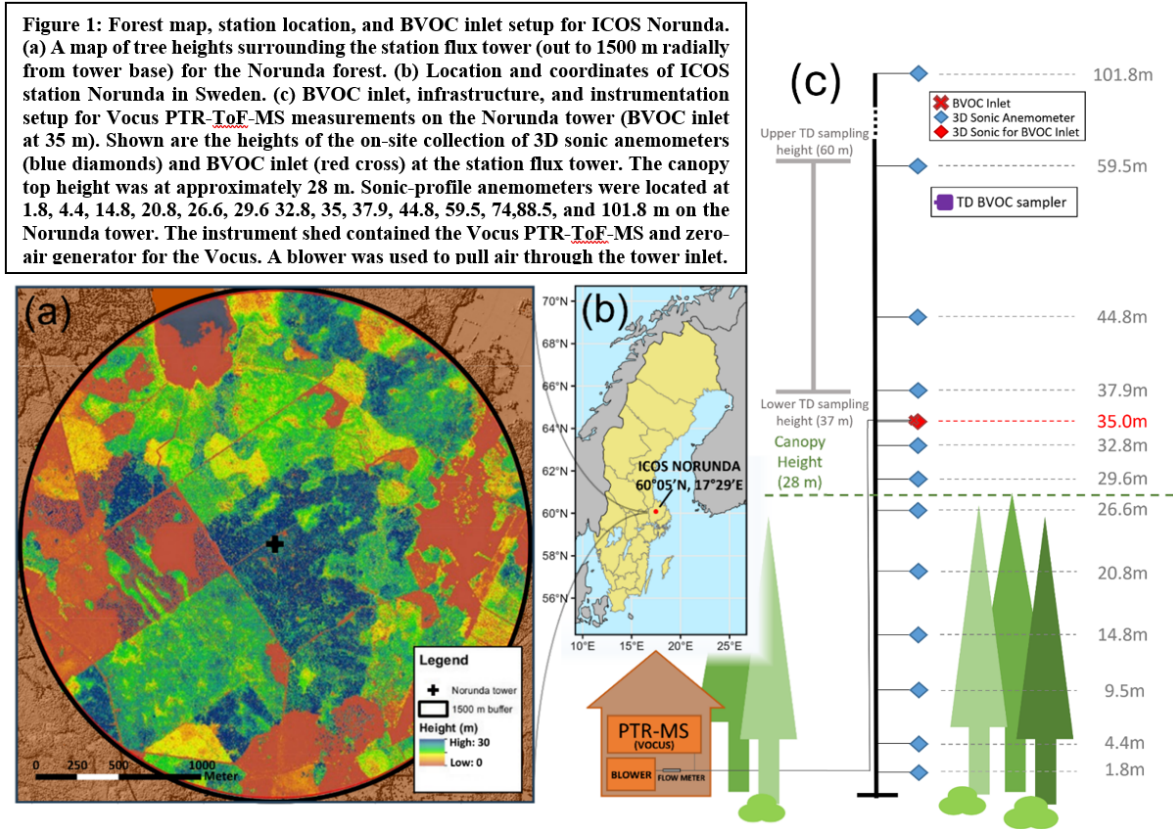 Figure 1: Forest map, station location, and BVOC inlet setup for ICOS Norunda.
(a) A map of tree heights surrounding the station flux tower (out to 1500 m radially
from tower base) for the Norunda forest. (b) Location and coordinates of ICOS
station Norunda in Sweden. (c) BVOC inlet, infrastructure, and instrumentation
setup for Vocus PTR-ToF-MS measurements on the Norunda tower (BVOC inlet
at 35 m). Shown are the heights of the on-site collection of 3D sonic anemometers
(blue diamonds) and BVOC inlet (red cross) at the station flux tower. The canopy
top height was at approximately 28 m. Sonic-profile anemometers were located at
1.8, 4.4, 14.8, 20.8, 26.6, 29.6 32.8, 35, 37.9, 44.8, 59.5, 74,88.5, and 101.8 m on the
Norunda tower. The instrument shed contained the Vocus PTR-ToF-MS and zero-
air generator for the Vocus. A blower was used to pull air through the tower inlet.
(a)
Legend
Norunda tower
1500 m buffer
Height (m)
High: 30
Low: 0
0 250 500 1000
Meter
(b)
70°N
68°N
66°N
64°N
62°N
60°N
58°N
56°N
10°E 15°E 20°E 25°E
ICOS NORUNDA
60°05'N, 17°29'E
(c)
101.8m
BVOC Inlet
3D Sonic Anemometer
3D Sonic for BVOC Inlet
Upper TD sampling
height (60 m)
59.5m
TD BVOC sampler
44.8m
37.9m
Lower TD sampling
height (37 m)
35.0m
32.8m
Canopy
Height
(28 m)
29.6m
26.6m
20.8m
14.8m
9.5m
4.4m
1.8m
PTR-MS
(VOCUS)
BLOWER
FLOW METER